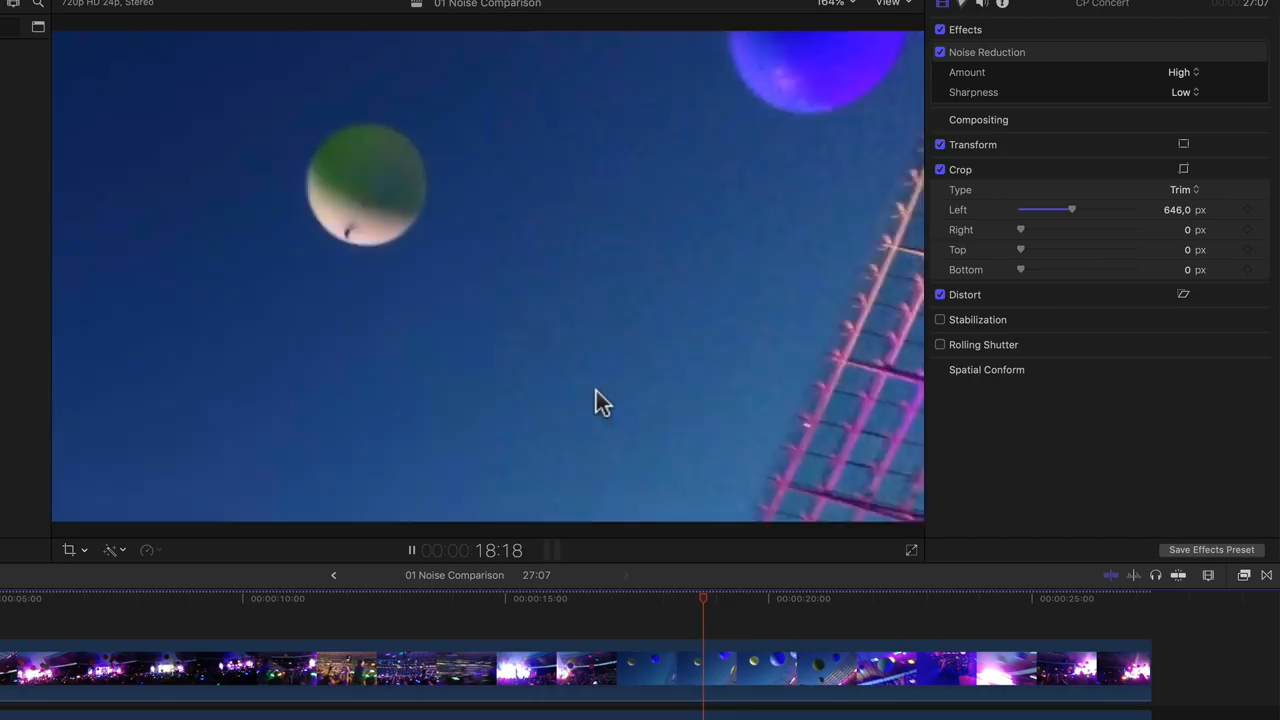 720p HD 24p, Stereo
01 Noise Comparison
164%
View
CP Concert
00:00:27:07
Effects
Noise Reduction
Amount High
Sharpness Low
Compositing
Transform
Crop
Type Trim
Left 646,0 px
Right 0 px
Top 0 px
Bottom 0 px
Distort
Stabilization
Rolling Shutter
Spatial Conform
00:00:18:18
Save Effects Preset
01 Noise Comparison 27:07
00:05:00
00:00:10:00
00:00:15:00
00:00:20:00
00:00:25:00